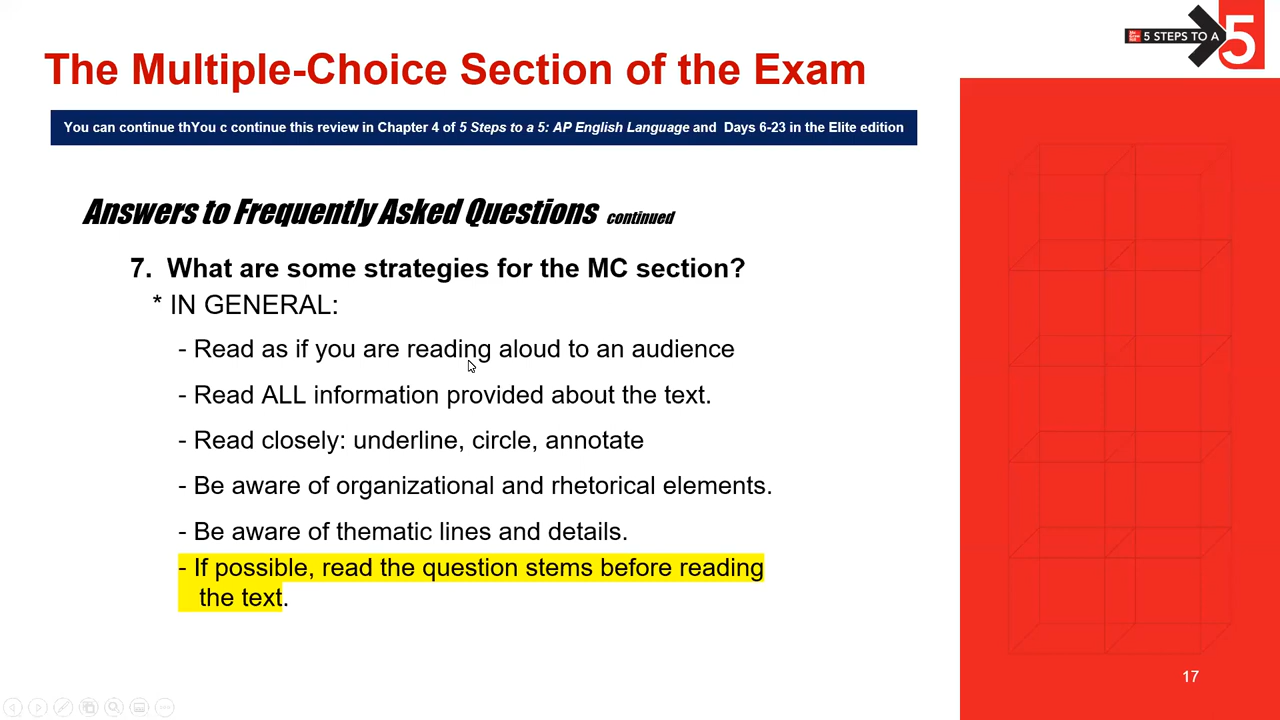 5 STEPS TO A 5
The Multiple-Choice Section of the Exam
You can continue thYou c continue this review in Chapter 4 of 5 Steps to a 5: AP English Language and Days 6-23 in the Elite edition
Answers to Frequently Asked Questions continued
7. What are some strategies for the MC section?
* IN GENERAL:
- Read as if you are reading aloud to an audience
- Read ALL information provided about the text.
- Read closely: underline, circle, annotate
- Be aware of organizational and rhetorical elements.
- Be aware of thematic lines and details.
- If possible, read the question stems before reading
the text.
17